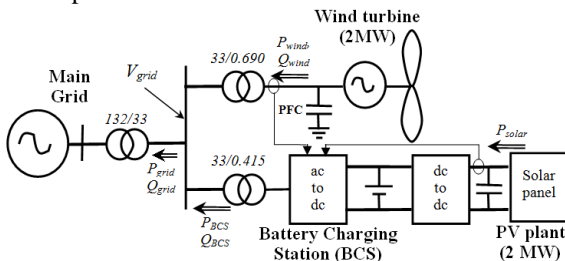 Wind turbine
(2MW)
33/0.690
P_wind,
Q_wind
V_grid
PFC
Main
Grid
132/33
P_grid
Q_grid
33/0.415
P_solar
ac
to
dc
dc
to
dc
Solar
panel
P_BCS
Q_BCS
Battery Charging
Station (BCS)
PV plant
(2 MW)